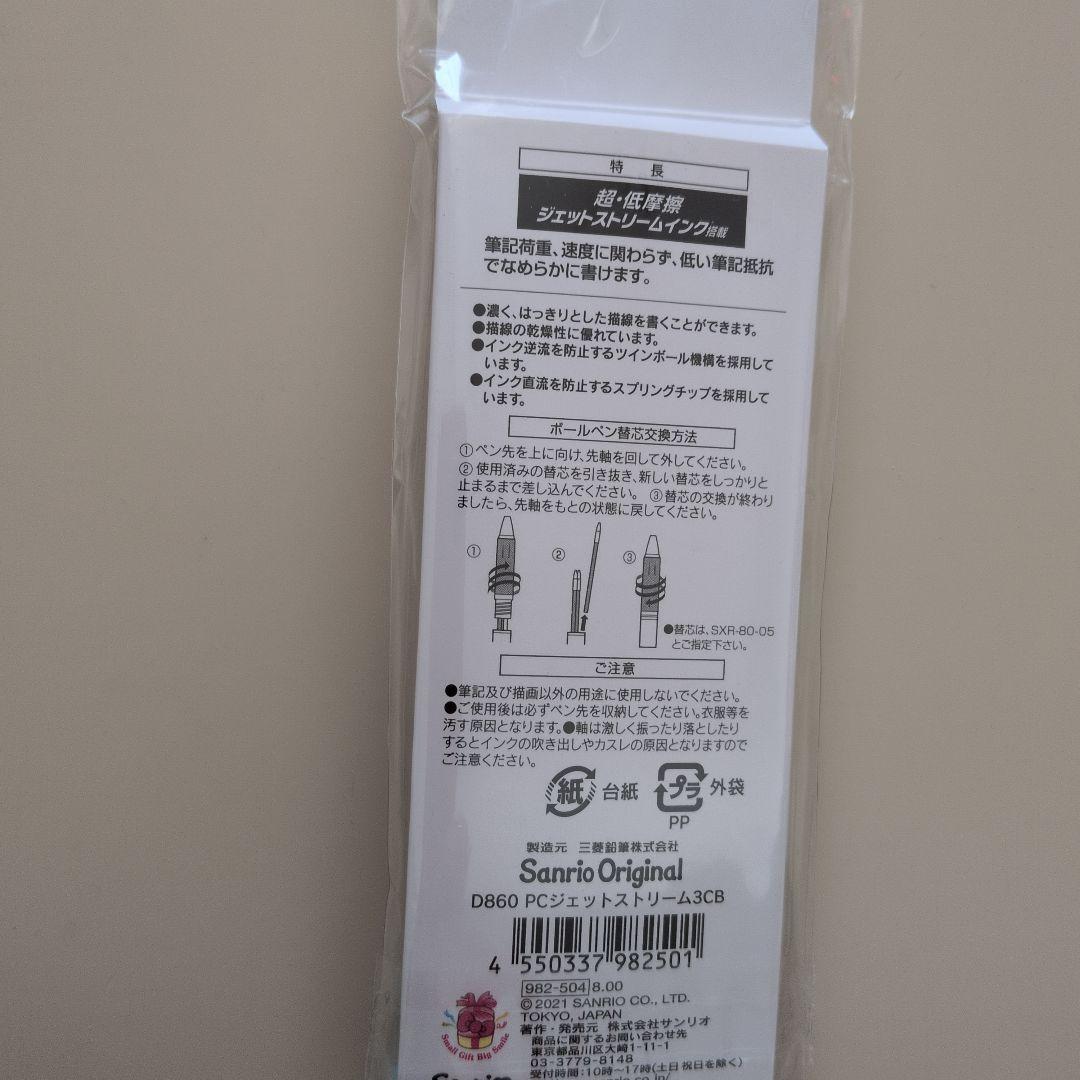 特 長
超・低摩擦
ジェットストリームインク搭載
筆記荷重、速度に関わらず、低い筆記抵抗
でなめらかに書けます。
●濃く、はっきりとした描線を書くことができます。
●描線の乾燥性に優れています。
●インク逆流を防止するツインボール機構を採用して
います。
●インク直流を防止するスプリングチップを採用して
います。
ボールペン替芯交換方法
①ペン先を上に向け、先軸を回して外してください。
②使用済みの替芯を引き抜き、新しい替芯をしっかりと
止まるまで差し込んでください。 ③替芯の交換が終わり
ましたら、先軸をもとの状態に戻してください。
① ② ③
●替芯は、SXR-80-05
とご指定下さい。
ご注意
●筆記及び描画以外の用途に使用しないでください。
●ご使用後は必ずペン先を収納してください。衣服等を
汚す原因となります。●軸は激しく振ったり落としたり
するとインクの吹き出しやカスレの原因となりますので
ご注意ください。
紙 台紙 プラ 外袋
PP
製造元 三菱鉛筆株式会社
Sanrio Original
D860 PCジェットストリーム3CB
4 550337 982501
982-504 8.00
© 2021 SANRIO CO., LTD.
TOKYO, JAPAN
著作・発売元 株式会社サンリオ
商品に関するお問い合わせ先
東京都品川区大崎1-11-1
03-3779-8148
受付時間:10時〜17時(土日祝日を除く)
Small Gift Big Smile